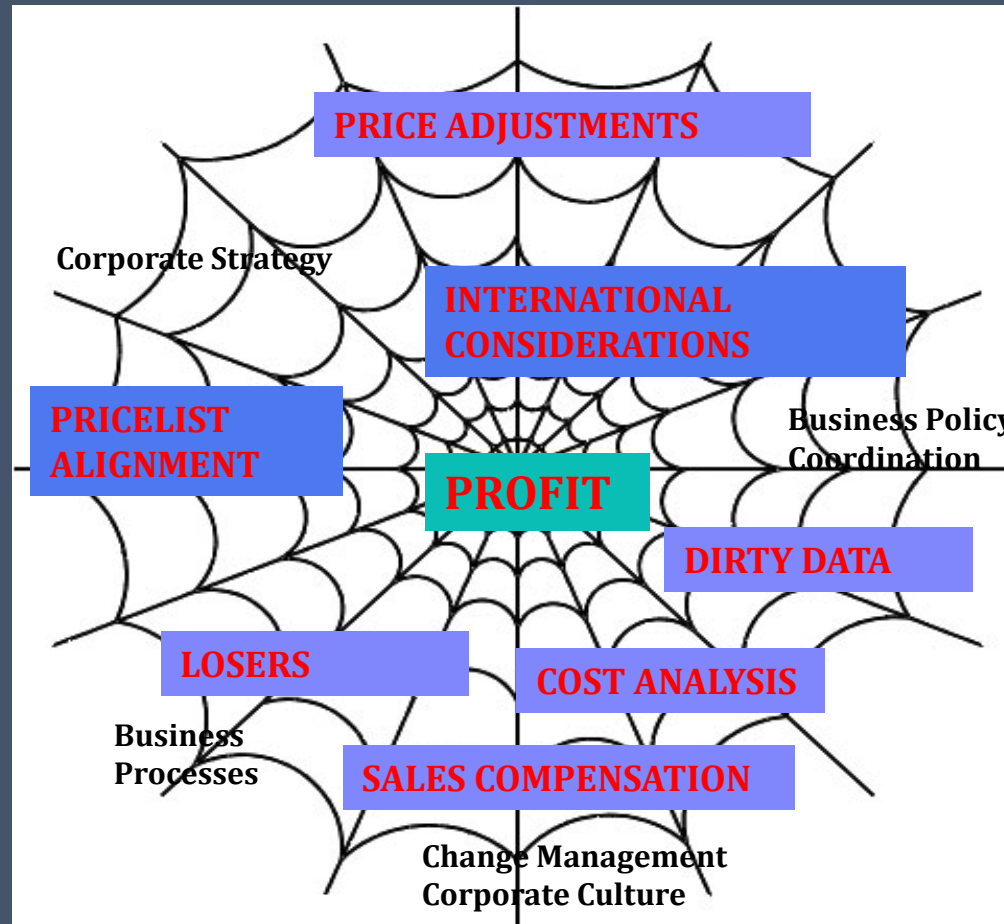 PRICE ADJUSTMENTS
Corporate Strategy
INTERNATIONAL
CONSIDERATIONS
PRICELIST
ALIGNMENT
Business Policy
Coordination
PROFIT
DIRTY DATA
LOSERS
COST ANALYSIS
Business
Processes
SALES COMPENSATION
Change Management
Corporate Culture